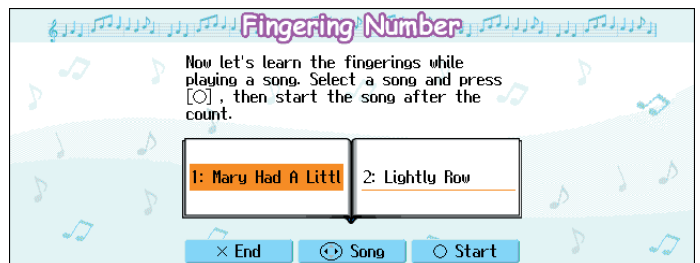 Fingering Number
Now let's learn the fingerings while
playing a song. Select a song and press
[○] , then start the song after the
count.
1: Mary Had A Littl
2: Lightly Row
× End
Song
○ Start